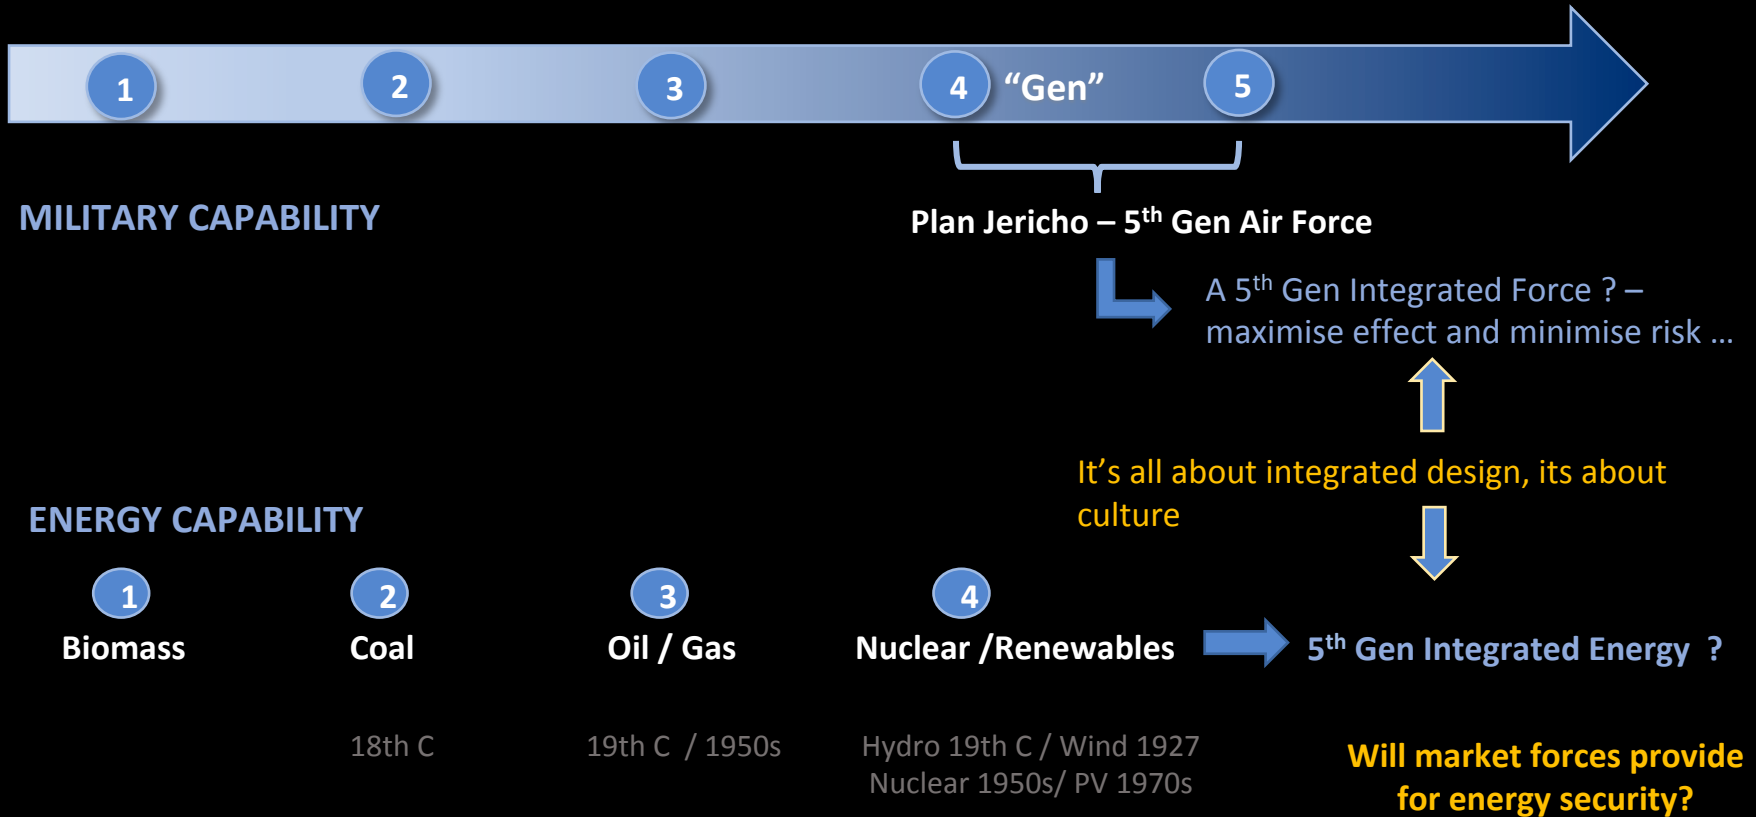 1 2 3 4 “Gen” 5
MILITARY CAPABILITY
Plan Jericho – 5th Gen Air Force
A 5th Gen Integrated Force ? –
maximise effect and minimise risk …
It’s all about integrated design, its about
culture
ENERGY CAPABILITY
1 2 3 4
Biomass Coal Oil / Gas Nuclear /Renewables 5th Gen Integrated Energy ?
18th C 19th C / 1950s Hydro 19th C / Wind 1927
Nuclear 1950s/ PV 1970s
Will market forces provide
for energy security?